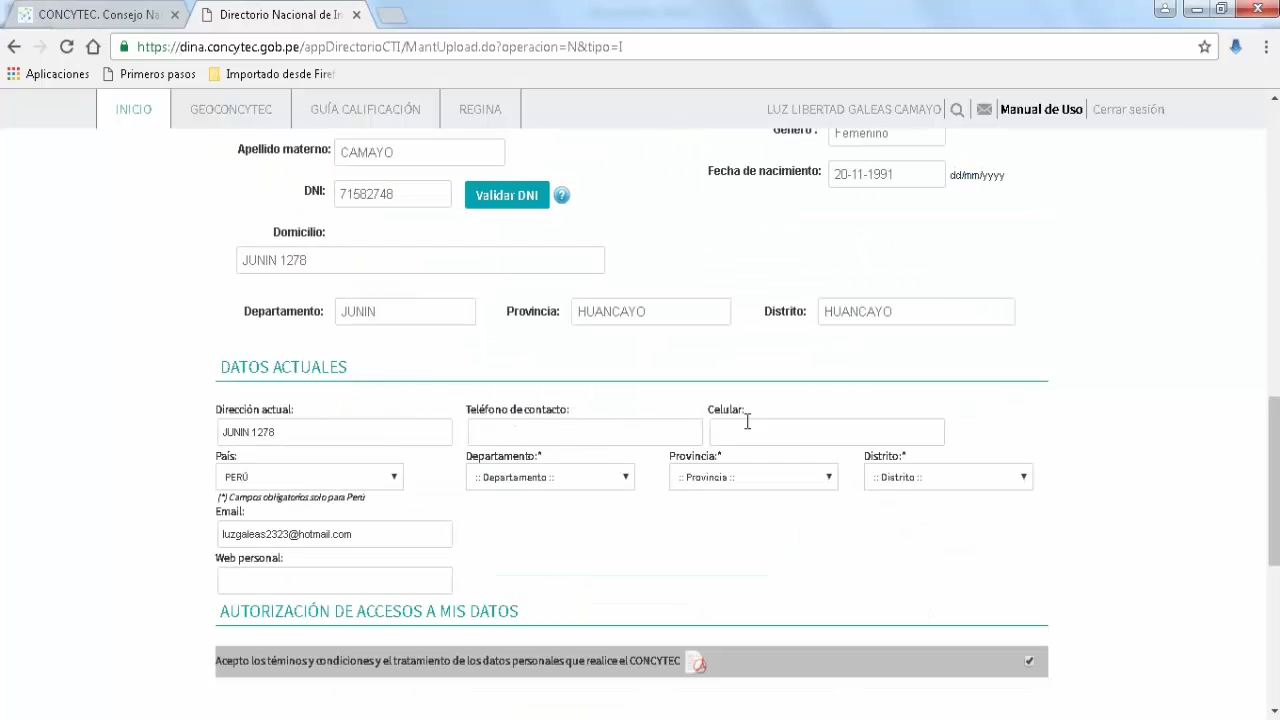 CONCYTEC. Consejo Na
Directorio Nacional de In
https://dina.concytec.gob.pe/appDirectorioCTI/MantUpload.do?operacion=N&tipo=I
Aplicaciones Primeros pasos Importado desde Firef
INICIO GEOCONCYTEC GUÍA CALIFICACIÓN REGINA LUZ LIBERTAD GALEAS CAMAYO Manual de Uso Cerrar sesión
Género : Femenino
Apellido materno: CAMAYO
Fecha de nacimiento: 20-11-1991 dd/mm/yyyy
DNI: 71582748 Validar DNI ?
Domicilio:
JUNIN 1278
Departamento: JUNIN Provincia: HUANCAYO Distrito: HUANCAYO
DATOS ACTUALES
Dirección actual: Teléfono de contacto: Celular:
JUNIN 1278
País: Departamento:* Provincia:* Distrito:*
PERÚ :: Departamento :: :: Provincia :: :: Distrito ::
(*) Campos obligatorios solo para Perú
Email:
luzgaleas2323@hotmail.com
Web personal:
AUTORIZACIÓN DE ACCESOS A MIS DATOS
Acepto los téminos y condiciones y el tratamiento de los datos personales que realice el CONCYTEC